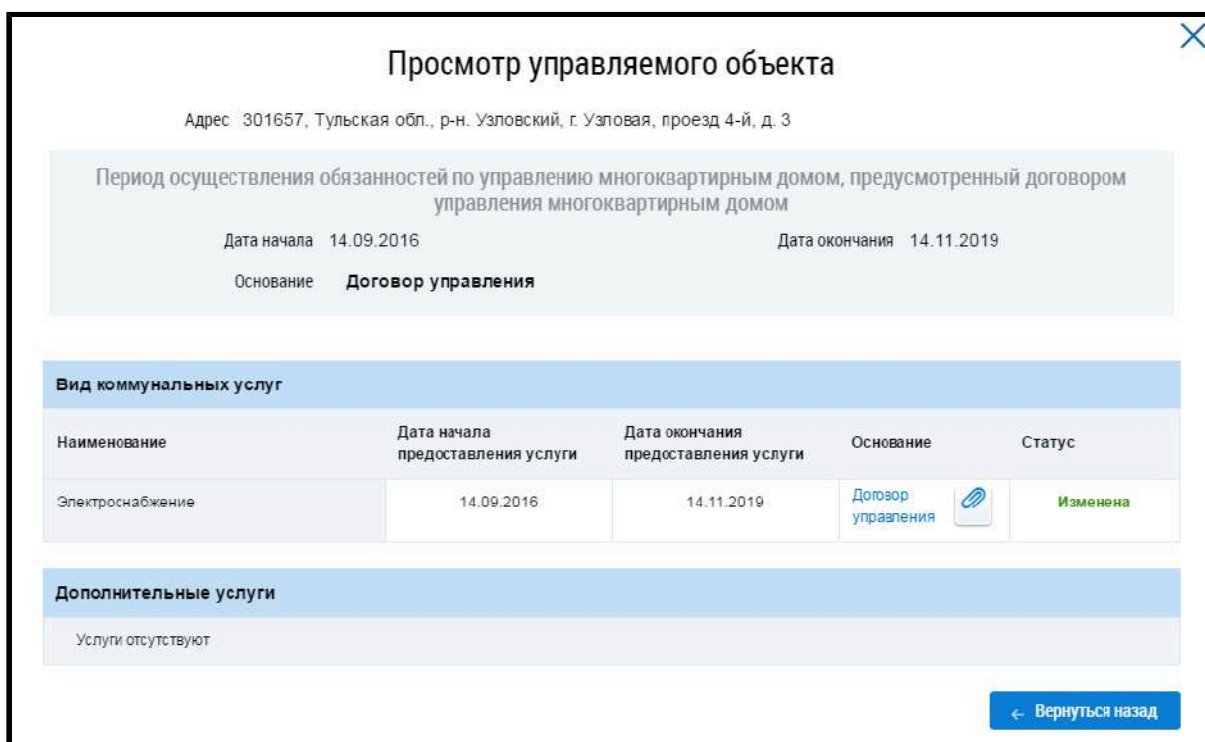 Просмотр управляемого объекта
Адрес 301657, Тульская обл., р-н. Узловский, г. Узловая, проезд 4-й, д. 3
Период осуществления обязанностей по управлению многоквартирным домом, предусмотренный договором
управления многоквартирным домом
Дата начала 14.09.2016 Дата окончания 14.11.2019
Основание Договор управления
Вид коммунальных услуг
Наименование Дата начала предоставления услуги Дата окончания предоставления услуги Основание Статус
Электроснабжение 14.09.2016 14.11.2019 Договор управления Изменена
Дополнительные услуги
Услуги отсутствуют
← Вернуться назад